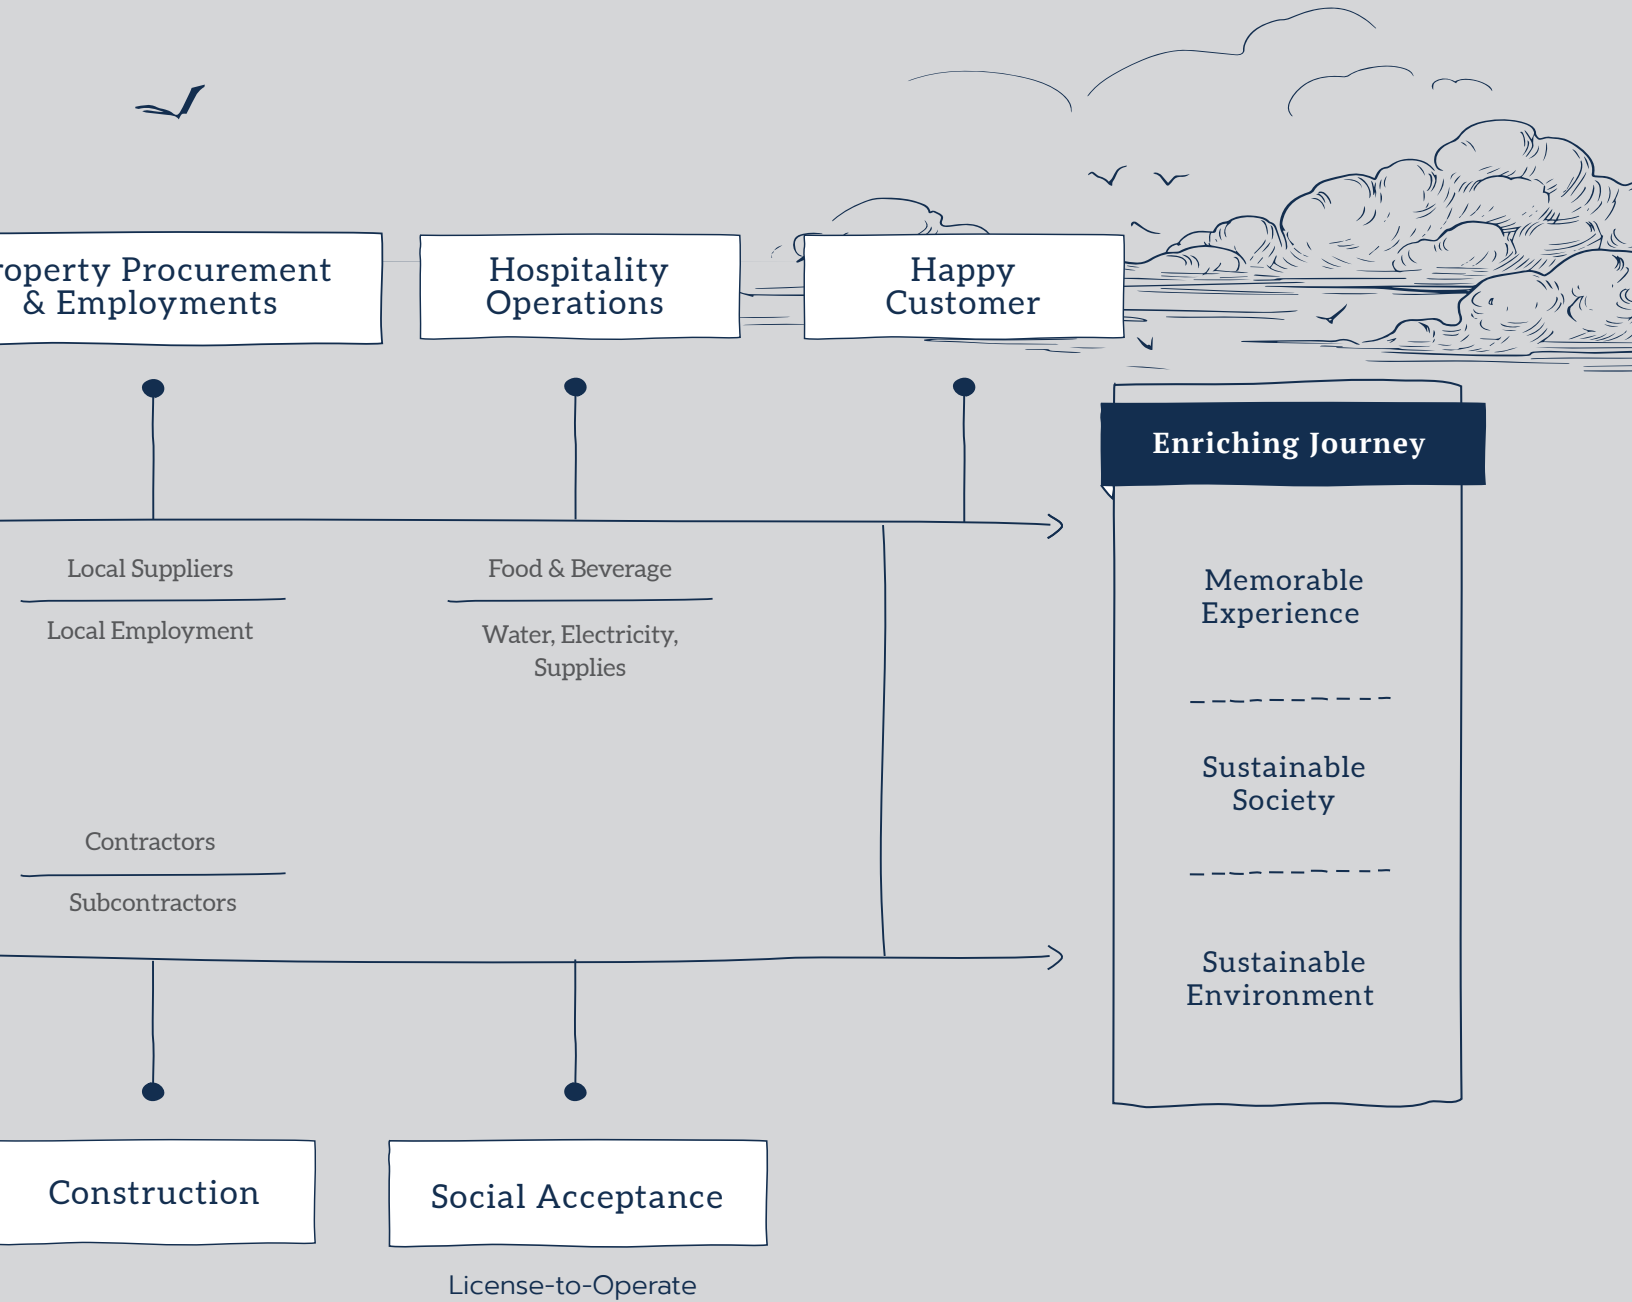 roperty Procurement
& Employments
Hospitality
Operations
Happy
Customer
Enriching Journey
Local Suppliers
Local Employment
Food & Beverage
Water, Electricity,
Supplies
Memorable
Experience
Sustainable
Society
Contractors
Subcontractors
Sustainable
Environment
Construction
Social Acceptance
License-to-Operate